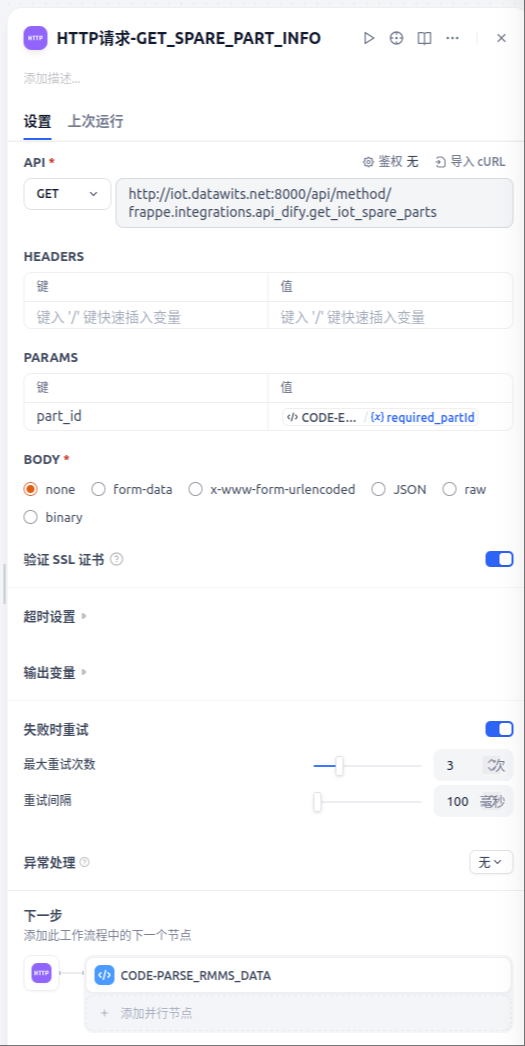 HTTP HTTP请求-GET_SPARE_PART_INFO
添加描述...
设置 上次运行
API * 鉴权 无 导入 cURL
GET http://iot.datawits.net:8000/api/method/
frappe.integrations.api_dify.get_iot_spare_parts
HEADERS
键 值
键入 '/' 键快速插入变量 键入 '/' 键快速插入变量
PARAMS
键 值
part_id CODE-E... / {x} required_partId
BODY *
none form-data x-www-form-urlencoded JSON raw
binary
验证 SSL 证书
超时设置
输出变量
失败时重试
最大重试次数 3 次
重试间隔 100 毫秒
异常处理 无
下一步
添加此工作流程中的下一个节点
HTTP CODE-PARSE_RMMS_DATA
+ 添加并行节点